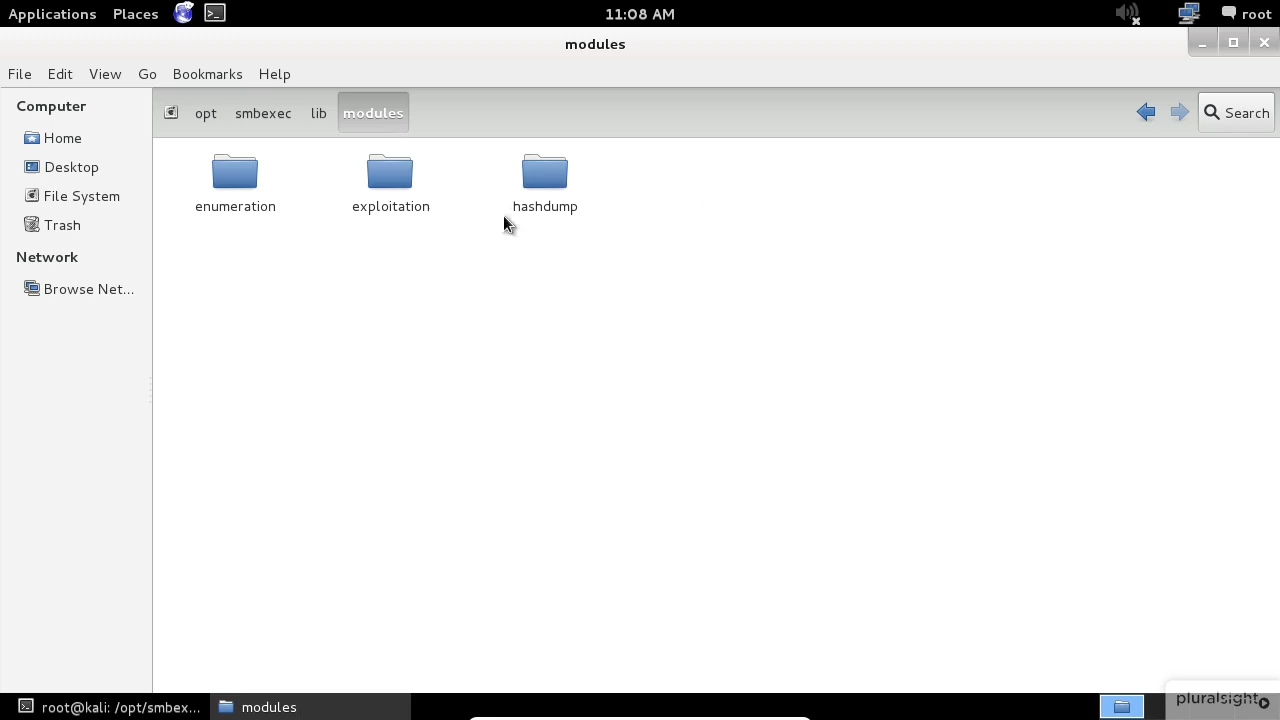 Applications Places 11:08 AM root
modules
File Edit View Go Bookmarks Help
Computer
opt smbexec lib modules Search
Home
Desktop
File System
Trash
Network
Browse Net...
enumeration exploitation hashdump
root@kali: /opt/smbex... modules
pluralsight